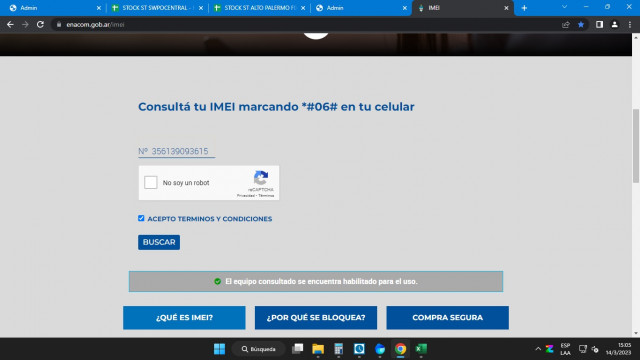 Admin
STOCK ST SWPOCENTRAL -
STOCK ST ALTO PALERMO F
Admin
IMEI
enacom.gob.ar/imei
Consultá tu IMEI marcando *#06# en tu celular
Nº 356139093615
No soy un robot
reCAPTCHA
Privacidad - Términos
ACEPTO TERMINOS Y CONDICIONES
BUSCAR
El equipo consultado se encuentra habilitado para el uso.
¿QUÉ ES IMEI?
¿POR QUÉ SE BLOQUEA?
COMPRA SEGURA
Búsqueda
ESP
LAA
15:05
14/3/2023